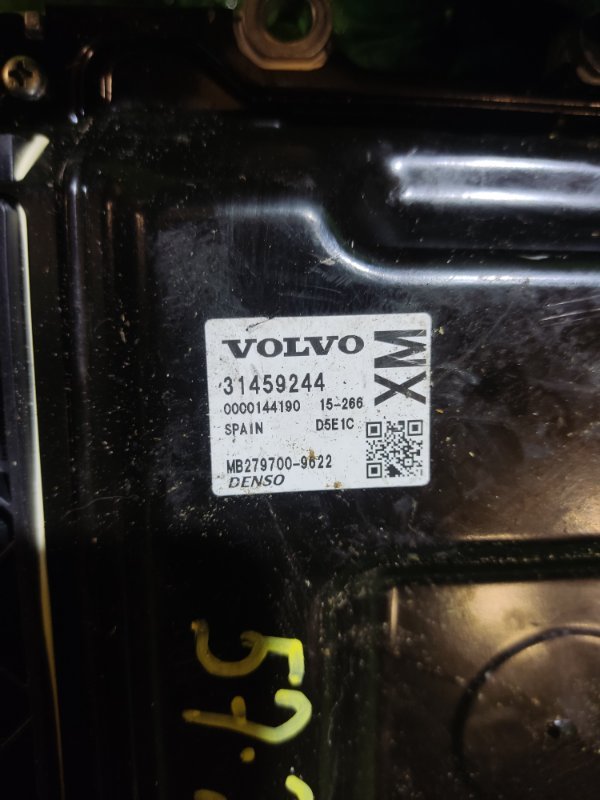 VOLVO
XM
31459244
0000144190 15-266
SPAIN D5E1C
MB279700-9622
DENSO